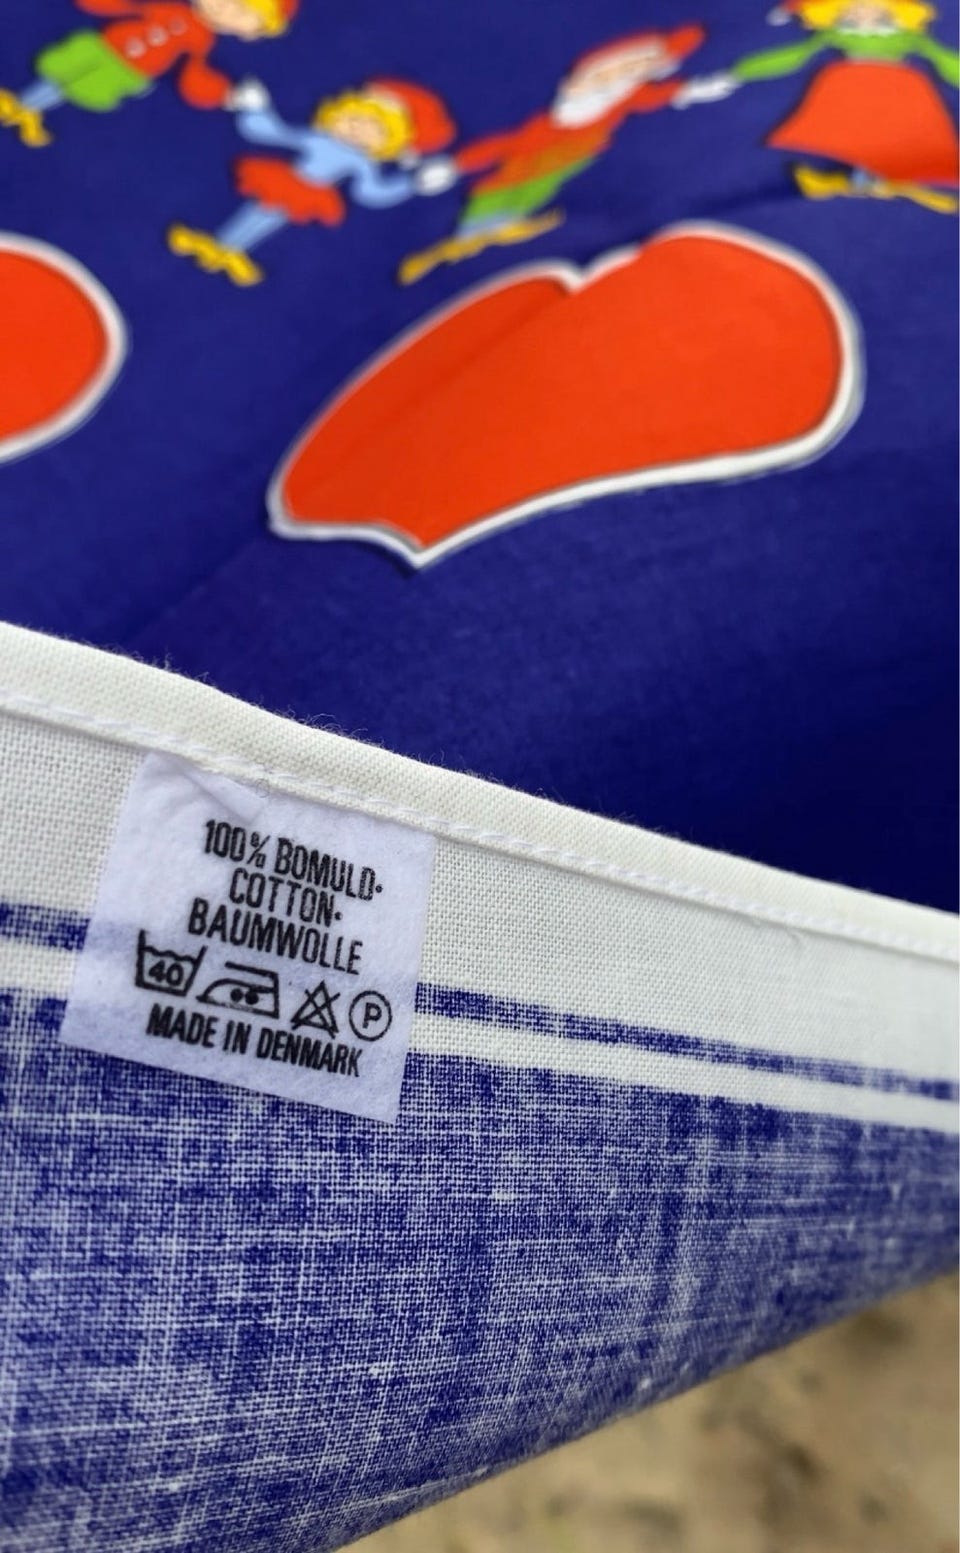 100% BOMULD·
COTTON·
BAUMWOLLE
40 P
MADE IN DENMARK